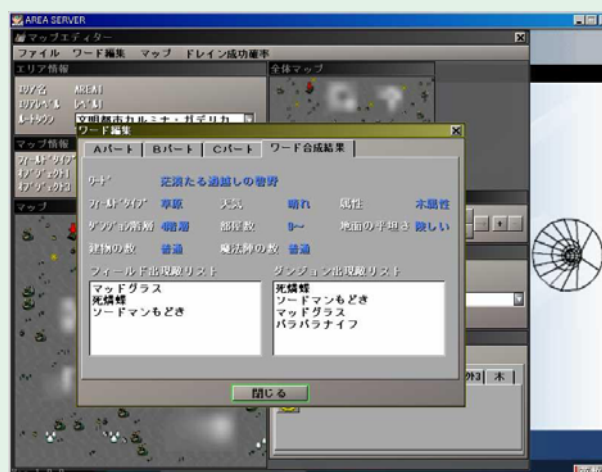 AREA SERVER
マップエディター
ファイル ワード編集 マップ ドレイン成功確率
エリア情報
全体マップ
エリア名 AREA1
エリアレベル レベル1
ルートタウン 文明都市カルミナ・ガデリカ
マップ情報
ワード編集
Aパート Bパート Cパート ワード合成結果
ワード
フィールドタイプ 草原 天気 晴れ 属性 木属性
ダンジョン階層 4階層 部屋数 9〜 地面の平坦さ 険しい
建物の数 普通 魔法陣の数 普通
フィールド出現敵リスト ダンジョン出現敵リスト
マッドグラス 死燐蝶
死燐蝶 ソードマンもどき
ソードマンもどき マッドグラス
バラバラナイフ
マップ
木
閉じる